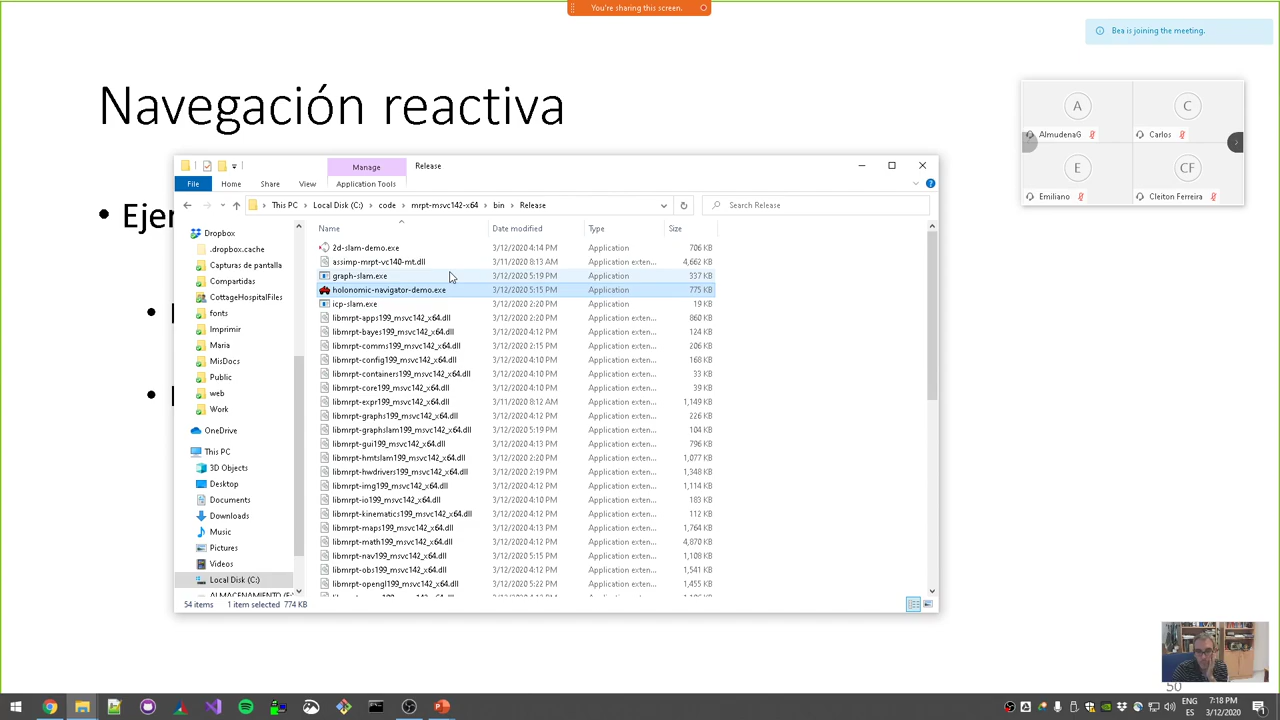 You're sharing this screen.
Bea is joining the meeting.
Navegación reactiva
A
AlmudenaG
C
Carlos
E
Emiliano
CF
Cleiton Ferreira
Manage
Release
File
Home
Share
View
Application Tools
This PC > Local Disk (C:) > code > mrpt-msvc142-x64 > bin > Release
Search Release
• Ejer
Name Date modified Type Size
Dropbox
.dropbox.cache
Capturas de pantalla
Compartidas
CottageHospitalFiles
fonts
Imprimir
Maria
MisDocs
Public
web
Work
OneDrive
This PC
3D Objects
Desktop
Documents
Downloads
Music
Pictures
Videos
Local Disk (C:)
2d-slam-demo.exe 3/12/2020 4:14 PM Application 706 KB
assimp-mrpt-vc140-mt.dll 3/11/2020 8:13 AM Application exten... 4,662 KB
graph-slam.exe 3/12/2020 5:19 PM Application 337 KB
holonomic-navigator-demo.exe 3/12/2020 5:15 PM Application 775 KB
icp-slam.exe 3/12/2020 2:20 PM Application 19 KB
libmrpt-apps199_msvc142_x64.dll 3/12/2020 2:20 PM Application exten... 860 KB
libmrpt-bayes199_msvc142_x64.dll 3/12/2020 4:12 PM Application exten... 124 KB
libmrpt-comms199_msvc142_x64.dll 3/12/2020 2:15 PM Application exten... 206 KB
libmrpt-config199_msvc142_x64.dll 3/12/2020 4:10 PM Application exten... 168 KB
libmrpt-containers199_msvc142_x64.dll 3/12/2020 4:10 PM Application exten... 33 KB
libmrpt-core199_msvc142_x64.dll 3/12/2020 4:10 PM Application exten... 39 KB
libmrpt-expr199_msvc142_x64.dll 3/11/2020 8:12 AM Application exten... 1,149 KB
libmrpt-graphs199_msvc142_x64.dll 3/12/2020 4:12 PM Application exten... 226 KB
libmrpt-graphslam199_msvc142_x64.dll 3/12/2020 5:19 PM Application exten... 104 KB
libmrpt-gui199_msvc142_x64.dll 3/12/2020 4:13 PM Application exten... 796 KB
libmrpt-hmtslam199_msvc142_x64.dll 3/12/2020 2:20 PM Application exten... 1,077 KB
libmrpt-hwdrivers199_msvc142_x64.dll 3/12/2020 2:19 PM Application exten... 1,348 KB
libmrpt-img199_msvc142_x64.dll 3/12/2020 4:12 PM Application exten... 1,114 KB
libmrpt-io199_msvc142_x64.dll 3/12/2020 4:10 PM Application exten... 183 KB
libmrpt-kinematics199_msvc142_x64.dll 3/12/2020 4:12 PM Application exten... 112 KB
libmrpt-maps199_msvc142_x64.dll 3/12/2020 4:13 PM Application exten... 1,764 KB
libmrpt-math199_msvc142_x64.dll 3/12/2020 4:12 PM Application exten... 4,870 KB
libmrpt-nav199_msvc142_x64.dll 3/12/2020 5:15 PM Application exten... 1,108 KB
libmrpt-obs199_msvc142_x64.dll 3/12/2020 4:12 PM Application exten... 1,541 KB
libmrpt-opengl199_msvc142_x64.dll 3/12/2020 5:22 PM Application exten... 1,455 KB
54 items 1 item selected 774 KB
50
ENG
ES
7:18 PM
3/12/2020